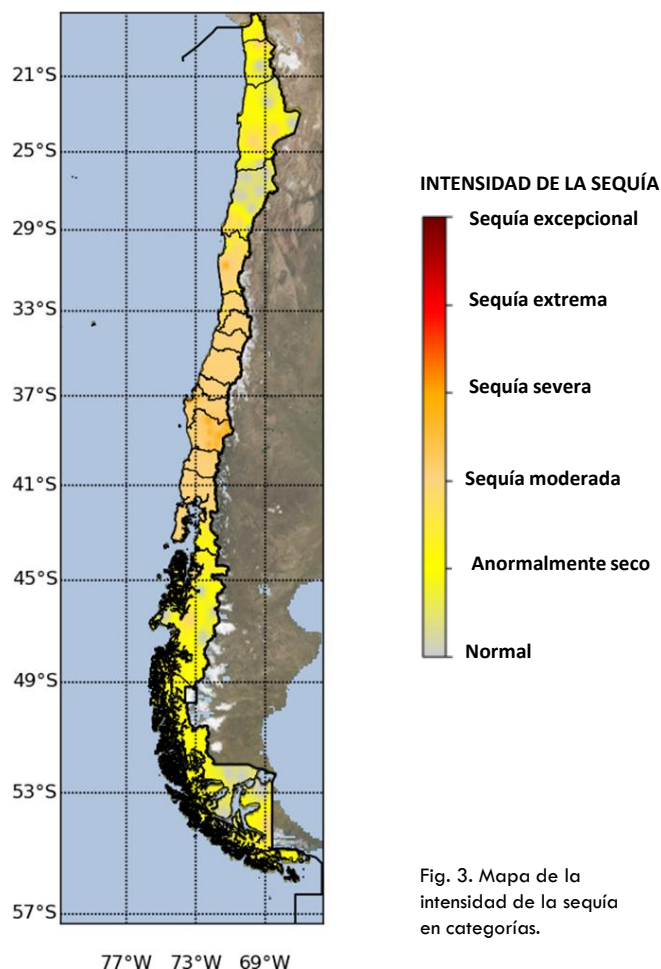 21°S
25°S
29°S
33°S
37°S
41°S
45°S
49°S
53°S
57°S
77°W 73°W 69°W
INTENSIDAD DE LA SEQUÍA
Sequía excepcional
Sequía extrema
Sequía severa
Sequía moderada
Anormalmente seco
Normal
Fig. 3. Mapa de la
intensidad de la sequía
en categorías.